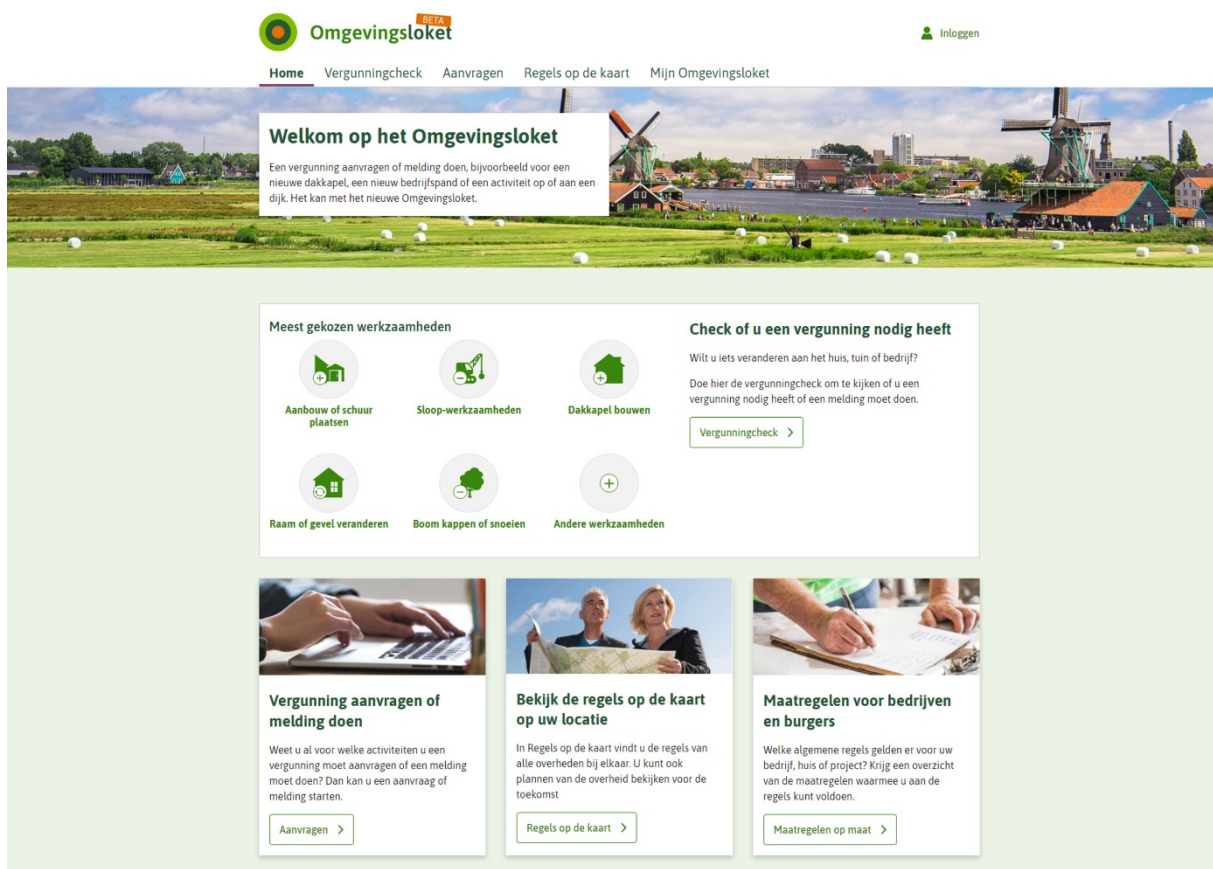 BETA
Omgevingsloket
Inloggen
Home Vergunningcheck Aanvragen Regels op de kaart Mijn Omgevingsloket
Welkom op het Omgevingsloket
Een vergunning aanvragen of melding doen, bijvoorbeeld voor een
nieuwe dakkapel, een nieuw bedrijfspand of een activiteit op of aan een
dijk. Het kan met het nieuwe Omgevingsloket.
Meest gekozen werkzaamheden
Aanbouw of schuur
plaatsen
Sloop-werkzaamheden
Dakkapel bouwen
Raam of gevel veranderen
Boom kappen of snoeien
Andere werkzaamheden
Check of u een vergunning nodig heeft
Wilt u iets veranderen aan het huis, tuin of bedrijf?
Doe hier de vergunningcheck om te kijken of u een
vergunning nodig heeft of een melding moet doen.
Vergunningcheck
Vergunning aanvragen of
melding doen
Weet u al voor welke activiteiten u een
vergunning moet aanvragen of een melding
moet doen? Dan kan u een aanvraag of
melding starten.
Aanvragen
Bekijk de regels op de kaart
op uw locatie
In Regels op de kaart vindt u de regels van
alle overheden bij elkaar. U kunt ook
plannen van de overheid bekijken voor de
toekomst
Regels op de kaart
Maatregelen voor bedrijven
en burgers
Welke algemene regels gelden er voor uw
bedrijf, huis of project? Krijg een overzicht
van de maatregelen waarmee u aan de
regels kunt voldoen.
Maatregelen op maat